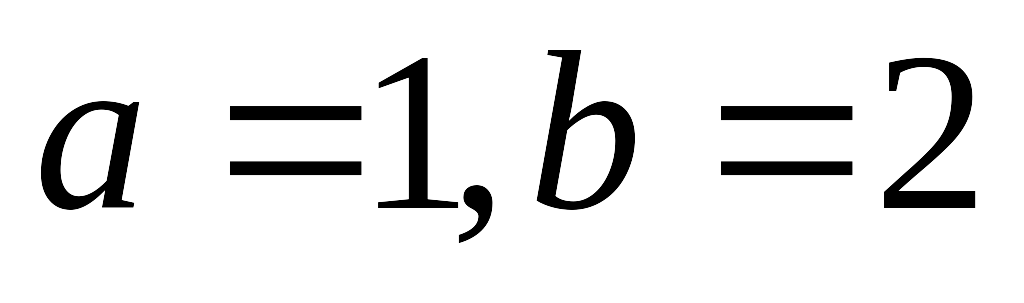 a = 1, b = 2